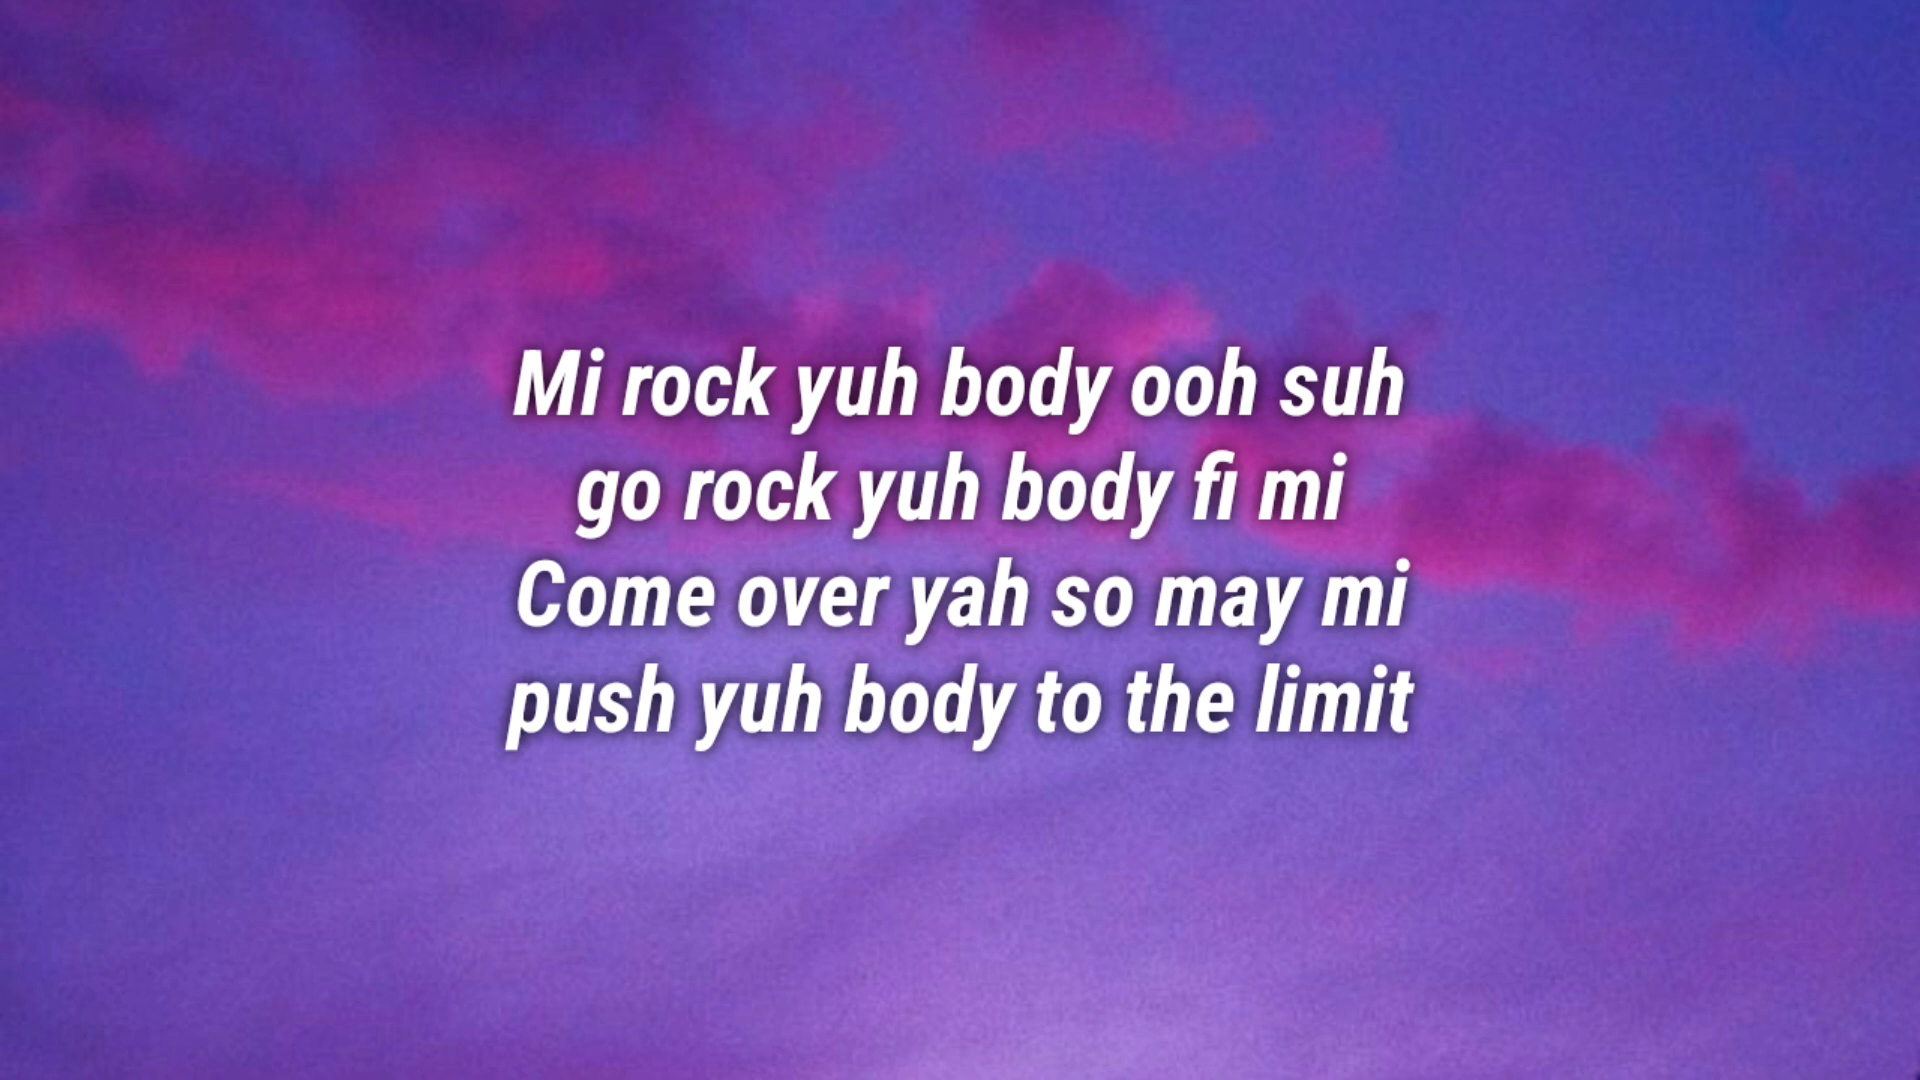 Mi rock yuh body ooh suh
go rock yuh body fi mi
Come over yah so may mi
push yuh body to the limit